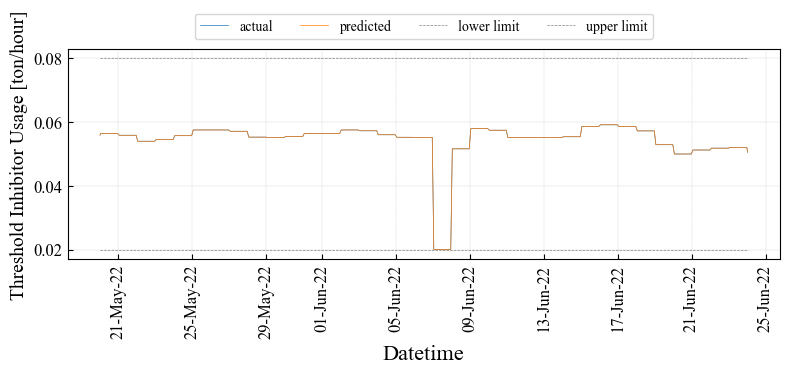 actual predicted lower limit upper limit
Threshold Inhibitor Usage [ton/hour]
0.08
0.06
0.04
0.02
21-May-22 25-May-22 29-May-22 01-Jun-22 05-Jun-22 09-Jun-22 13-Jun-22 17-Jun-22 21-Jun-22 25-Jun-22
Datetime